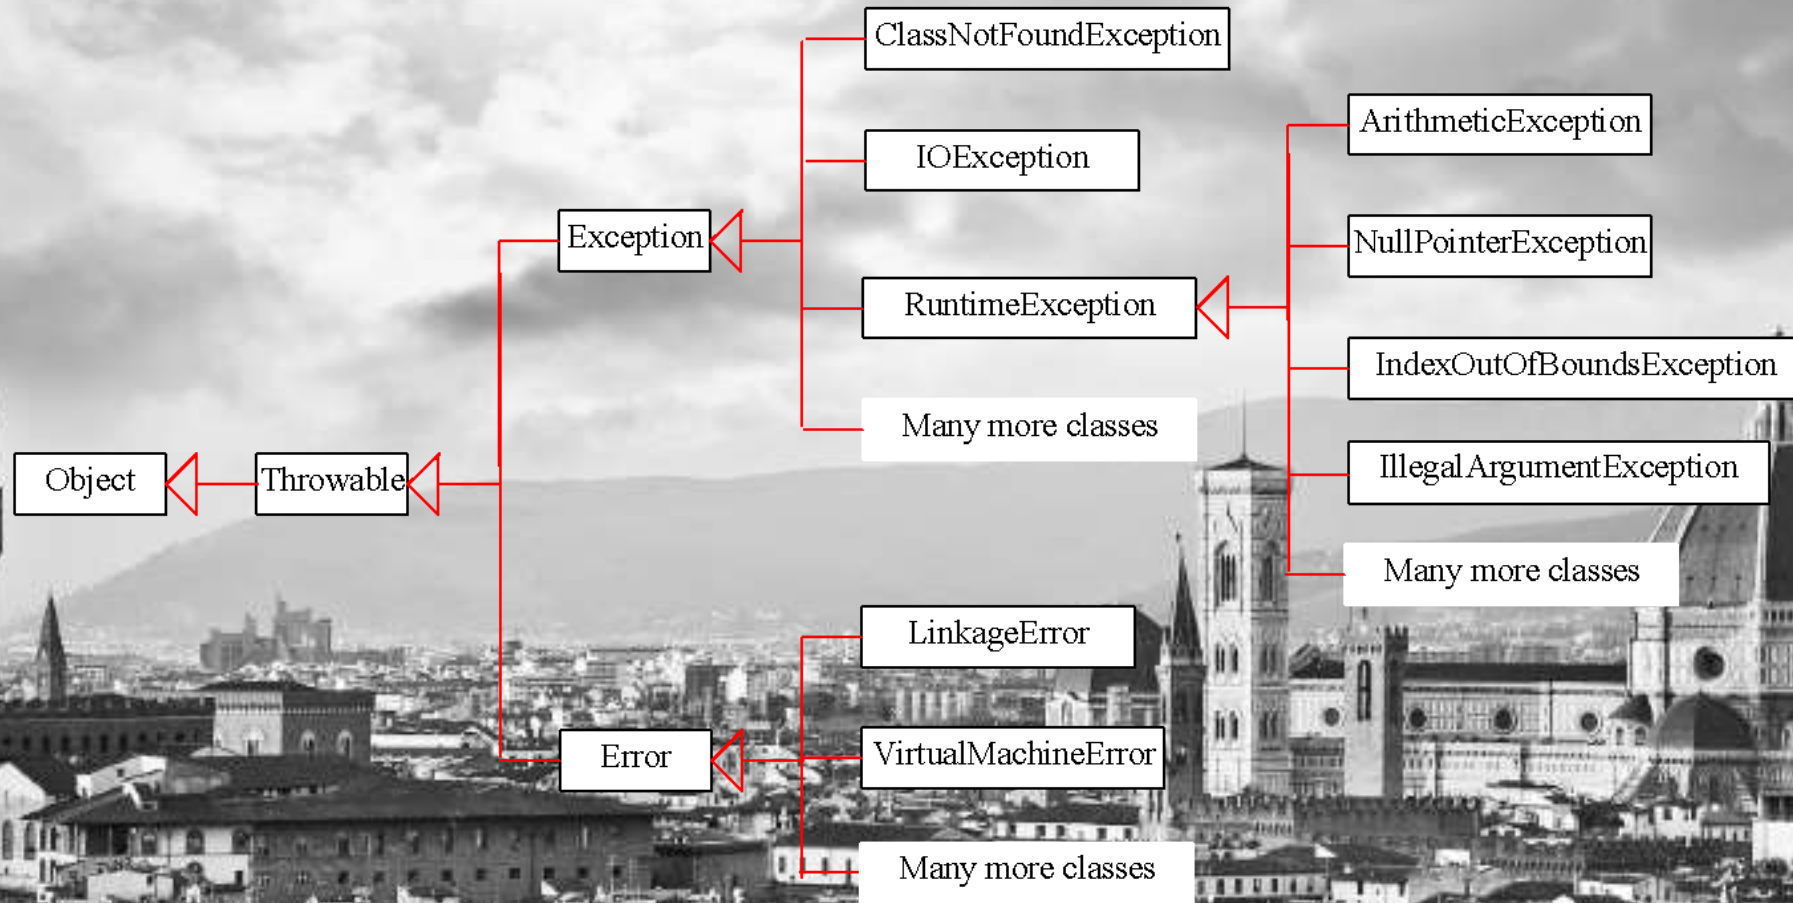 ClassNotFoundException
ArithmeticException
IOException
NullPointerException
Exception
RuntimeException
IndexOutOfBoundsException
Many more classes
IllegalArgumentException
Object
Throwable
Many more classes
LinkageError
Error
VirtualMachineError
Many more classes